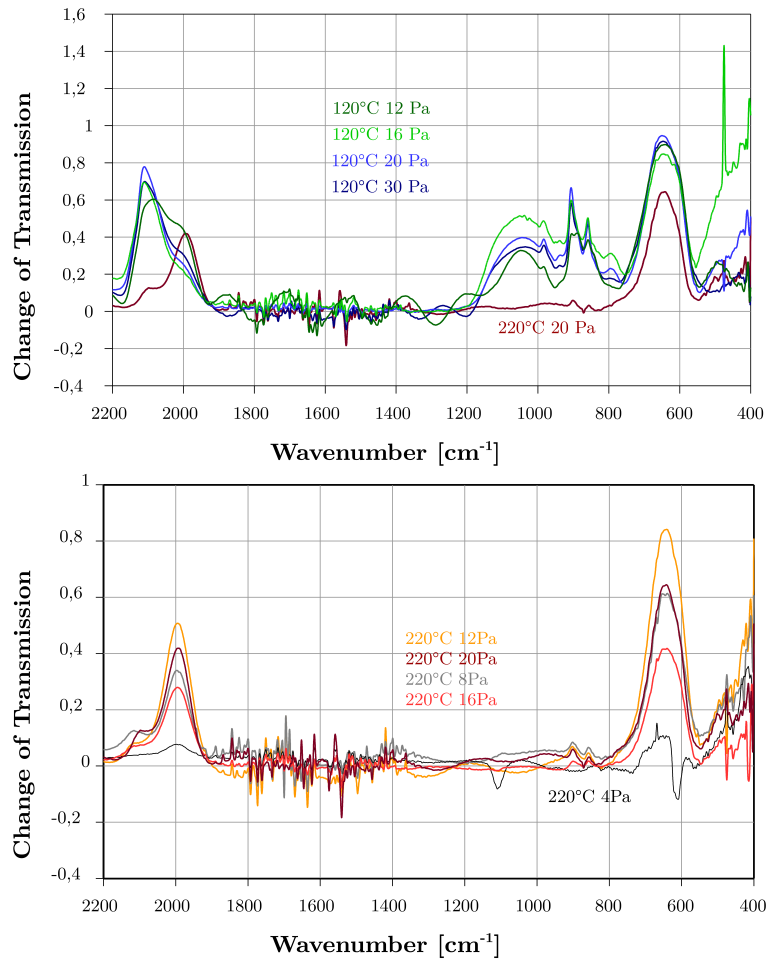 1,6
1,4
1,2
1
0,8
0,6
0,4
0,2
0
-0,2
-0,4
Change of Transmission
120°C 12 Pa
120°C 16 Pa
120°C 20 Pa
120°C 30 Pa
220°C 20 Pa
2200 2000 1800 1600 1400 1200 1000 800 600 400
Wavenumber [cm-1]
1
0,8
0,6
0,4
0,2
0
-0,2
-0,4
Change of Transmission
220°C 12Pa
220°C 20Pa
220°C 8Pa
220°C 16Pa
220°C 4Pa
2200 2000 1800 1600 1400 1200 1000 800 600 400
Wavenumber [cm-1]